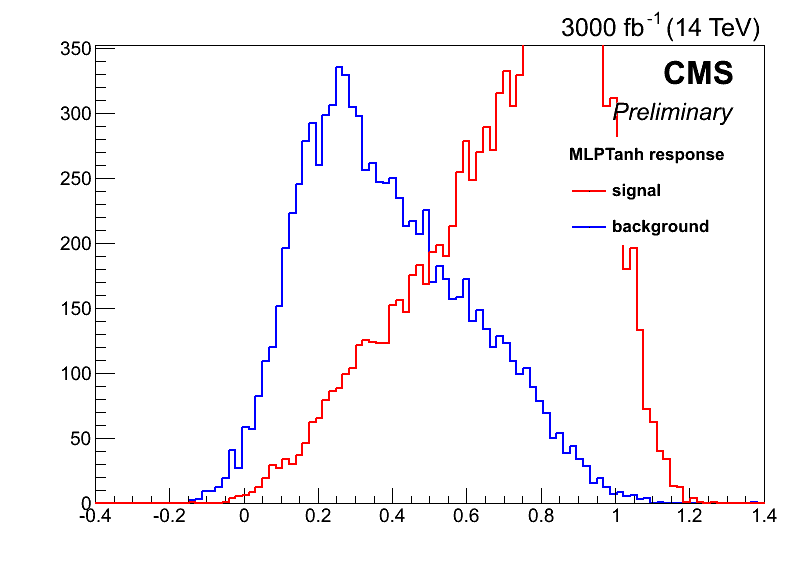 3000 fb-1 (14 TeV)
350
CMS
Preliminary
300
MLPTanh response
250
signal
background
200
150
100
50
0
-0.4 -0.2 0 0.2 0.4 0.6 0.8 1 1.2 1.4